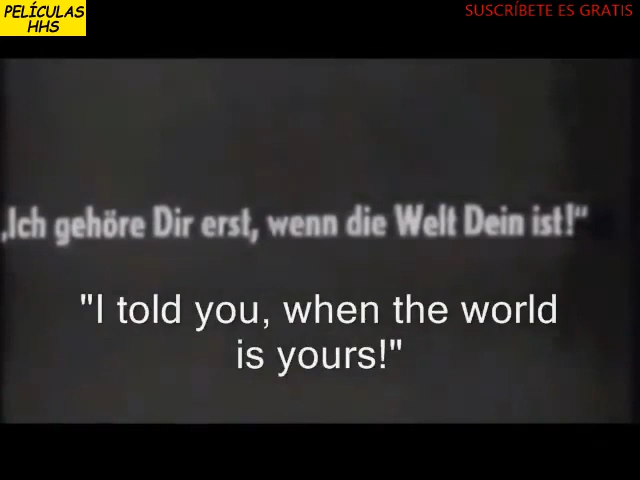 PELÍCULAS
HHS
SUSCRÍBETE ES GRATIS
„Ich gehöre Dir erst, wenn die Welt Dein ist!“
"I told you, when the world
is yours!"